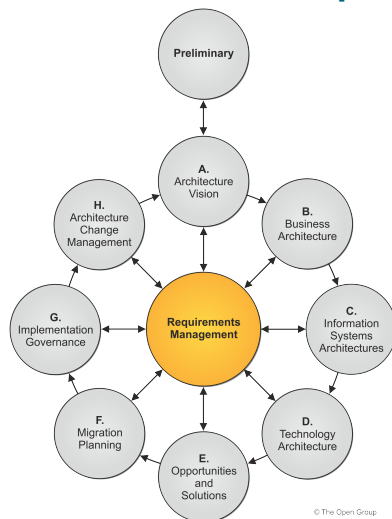 Preliminary
A.
Architecture
Vision
B.
Business
Architecture
C.
Information
Systems
Architectures
D.
Technology
Architecture
E.
Opportunities
and
Solutions
F.
Migration
Planning
G.
Implementation
Governance
H.
Architecture
Change
Management
Requirements
Management
© The Open Group